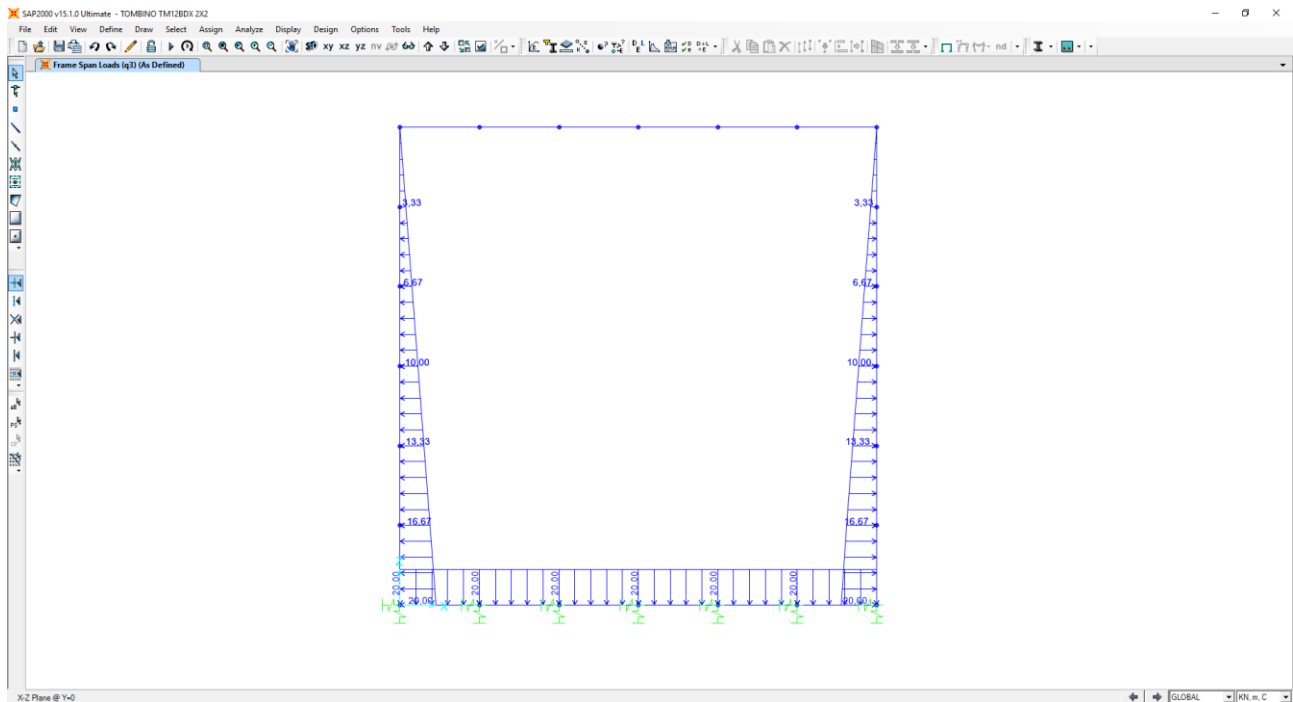 SAP2000 v15.1.0 Ultimate - TOMBINO TM12BDX 2X2
File Edit View Define Draw Select Assign Analyze Display Design Options Tools Help
xy xz yz nv
nd
Frame Span Loads (q3) (As Defined)
3,33 3,33
6,67 6,67
10,00 10,00
13,33 13,33
16,67 16,67
20,00 20,00 20,00 20,00 20,00 20,00
20,00 20,00
X
X-Z Plane @ Y=0
GLOBAL KN, m, C